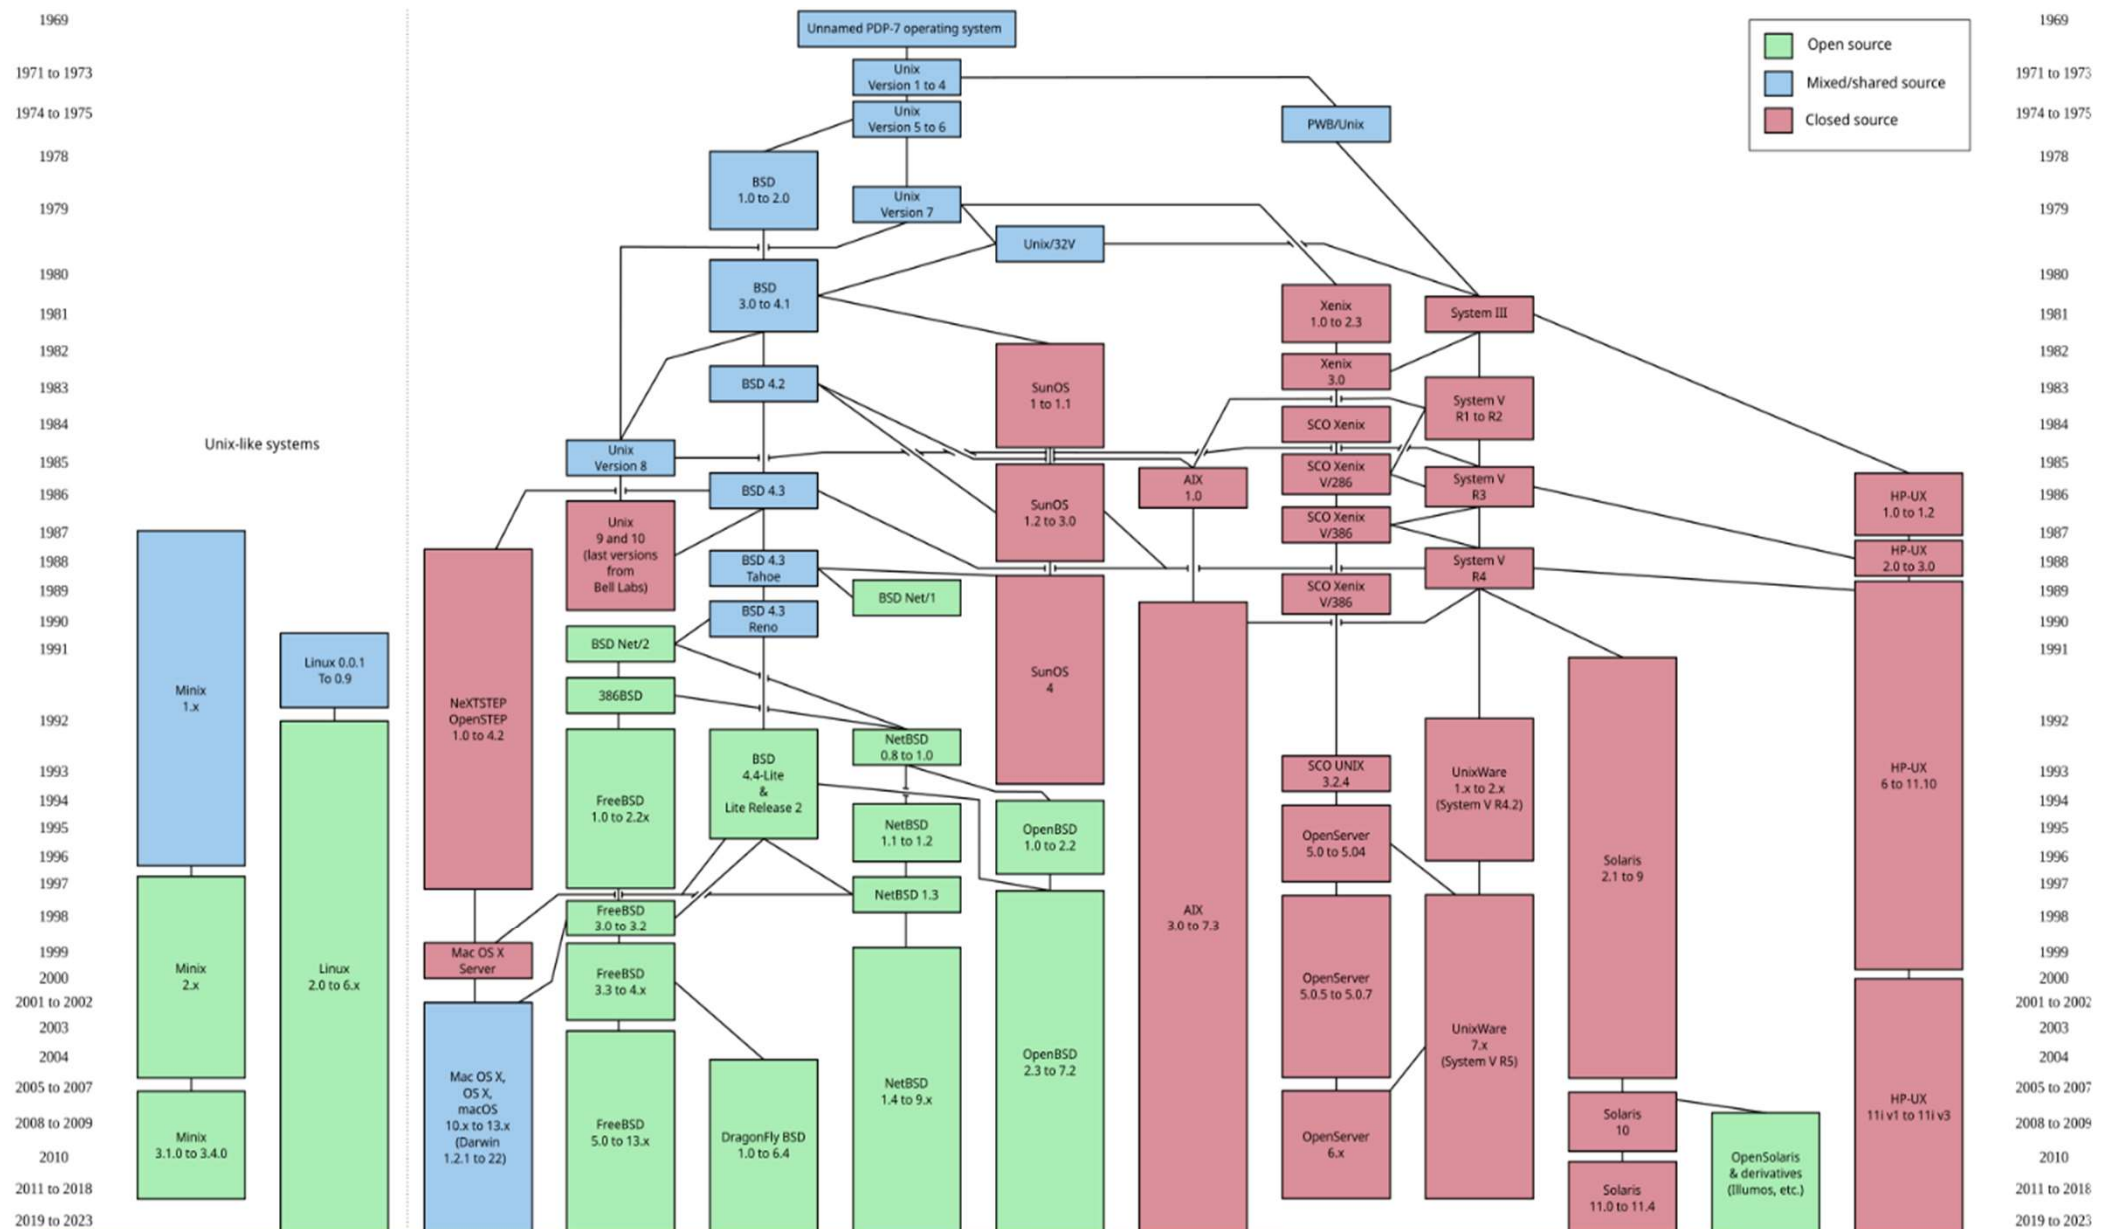 1969
1971 to 1973
1974 to 1975
1978
1979
1980
1981
1982
1983
1984
1985
1986
1987
1988
1989
1990
1991
1992
1993
1994
1995
1996
1997
1998
1999
2000
2001 to 2002
2003
2004
2005 to 2007
2008 to 2009
2010
2011 to 2018
2019 to 2023
Unix-like systems
Minix
1.x
Minix
2.x
Minix
3.1.0 to 3.4.0
Linux 0.0.1
To 0.9
Linux
2.0 to 6.x
NeXTSTEP
OpenSTEP
1.0 to 4.2
Mac OS X
Server
Mac OS X,
OS X,
macOS
10.x to 13.x
(Darwin
1.2.1 to 22)
Unix
Version 8
Unix
9 and 10
(last versions
from
Bell Labs)
BSD Net/2
386BSD
FreeBSD
1.0 to 2.2x
FreeBSD
3.0 to 3.2
FreeBSD
3.3 to 4.x
FreeBSD
5.0 to 13.x
BSD
1.0 to 2.0
BSD
3.0 to 4.1
BSD 4.2
BSD 4.3
BSD 4.3
Tahoe
BSD 4.3
Reno
BSD
4.4-Lite
&
Lite Release 2
DragonFly BSD
1.0 to 6.4
Unnamed PDP-7 operating system
Unix
Version 1 to 4
Unix
Version 5 to 6
Unix
Version 7
BSD Net/1
NetBSD
0.8 to 1.0
NetBSD
1.1 to 1.2
NetBSD 1.3
NetBSD
1.4 to 9.x
Unix/32V
SunOS
1 to 1.1
SunOS
1.2 to 3.0
SunOS
4
OpenBSD
1.0 to 2.2
OpenBSD
2.3 to 7.2
AIX
1.0
AIX
3.0 to 7.3
PWB/Unix
Xenix
1.0 to 2.3
Xenix
3.0
SCO Xenix
SCO Xenix
V/286
SCO Xenix
V/386
SCO Xenix
V/386
SCO UNIX
3.2.4
OpenServer
5.0 to 5.04
OpenServer
5.0.5 to 5.0.7
OpenServer
6.x
System III
System V
R1 to R2
System V
R3
System V
R4
UnixWare
1.x to 2.x
(System V R4.2)
UnixWare
7.x
(System V R5)
Solaris
2.1 to 9
Solaris
10
Solaris
11.0 to 11.4
OpenSolaris
& derivatives
(Illumos, etc.)
HP-UX
1.0 to 1.2
HP-UX
2.0 to 3.0
HP-UX
6 to 11.10
HP-UX
11i v1 to 11i v3
Open source
Mixed/shared source
Closed source
1969
1971 to 1973
1974 to 1975
1978
1979
1980
1981
1982
1983
1984
1985
1986
1987
1988
1989
1990
1991
1992
1993
1994
1995
1996
1997
1998
1999
2000
2001 to 2002
2003
2004
2005 to 2007
2008 to 2009
2010
2011 to 2018
2019 to 2023